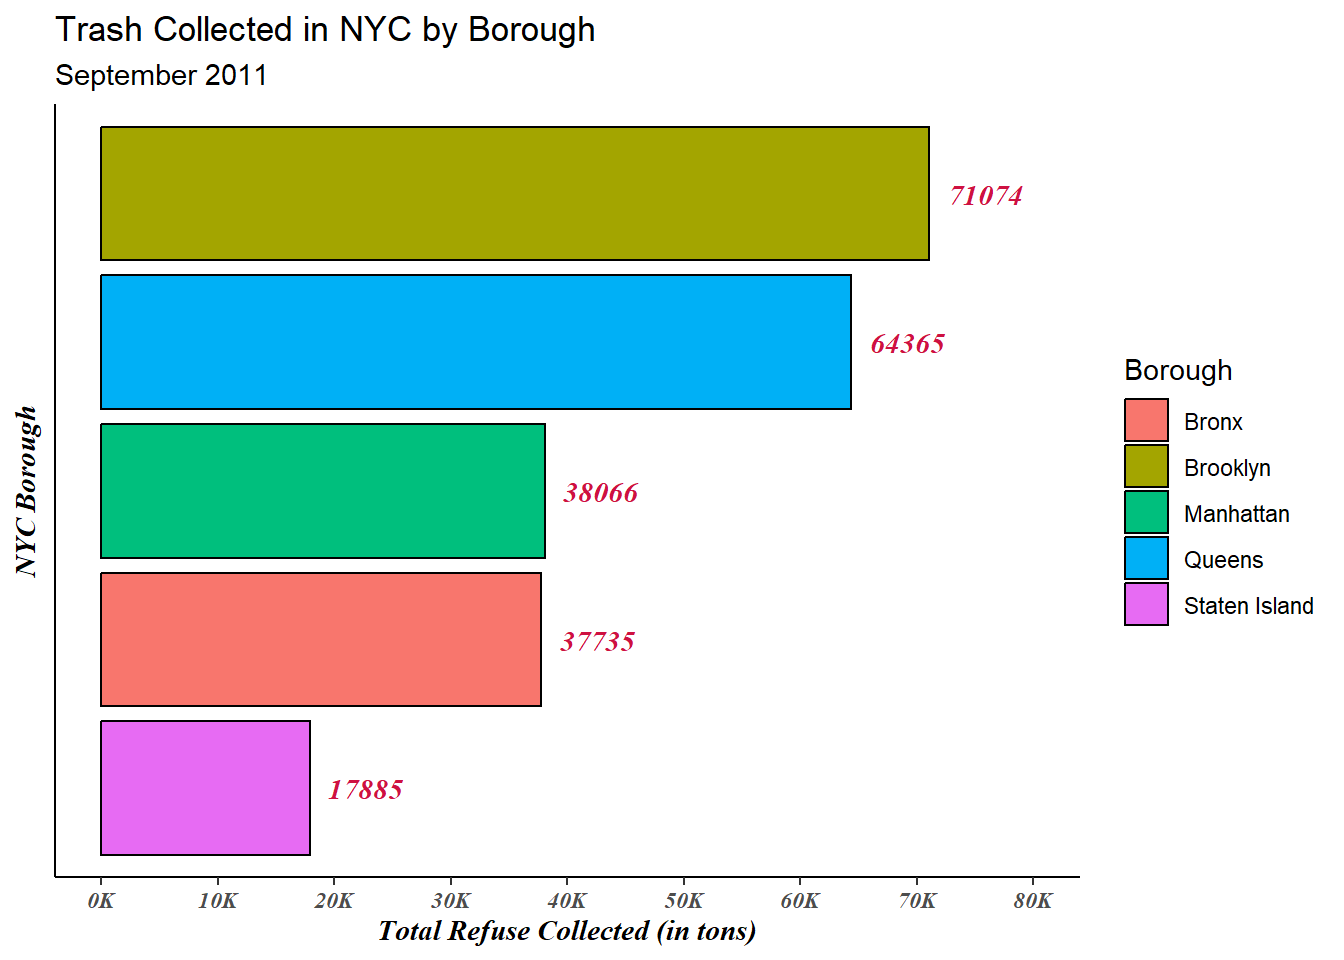 Trash Collected in NYC by Borough
September 2011
NYC Borough
71074
64365
38066
37735
17885
0K 10K 20K 30K 40K 50K 60K 70K 80K
Total Refuse Collected (in tons)
Borough
Bronx
Brooklyn
Manhattan
Queens
Staten Island